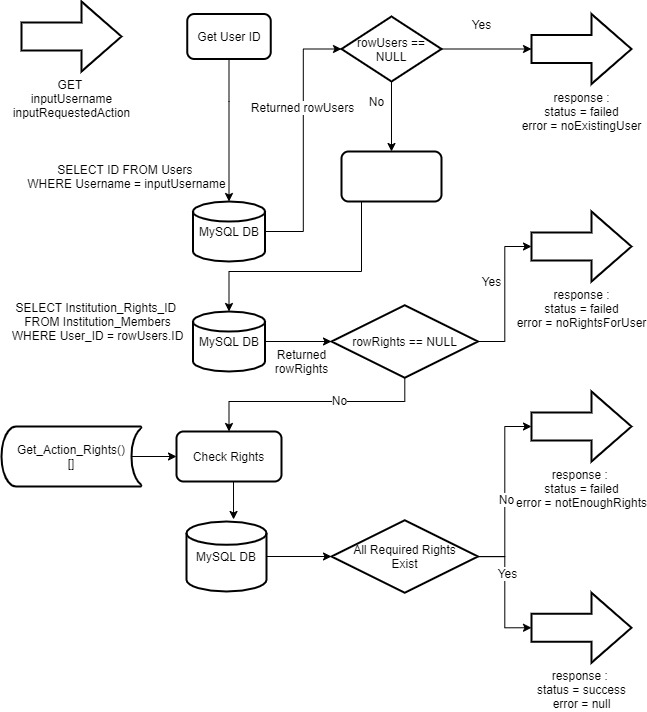 GET
inputUsername
inputRequestedAction
Get User ID
rowUsers ==
NULL
Yes
response :
status = failed
error = noExistingUser
No
Returned rowUsers
SELECT ID FROM Users
WHERE Username = inputUsername
MySQL DB
SELECT Institution_Rights_ID
FROM Institution_Members
WHERE User_ID = rowUsers.ID
MySQL DB
Returned
rowRights
rowRights == NULL
Yes
response :
status = failed
error = noRightsForUser
No
Get_Action_Rights()
[]
Check Rights
MySQL DB
All Required Rights
Exist
No
response :
status = failed
error = notEnoughRights
Yes
response :
status = success
error = null